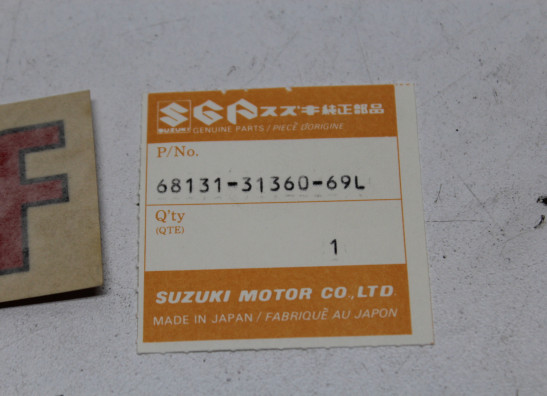 SGP スズキ純正部品
SUZUKI GENUINE PARTS / PIÈCE D'ORIGINE
P/No.
68131-31360-69L
Q'ty
(QTE)
1
SUZUKI MOTOR CO., LTD.
MADE IN JAPAN / FABRIQUÉ AU JAPON
F